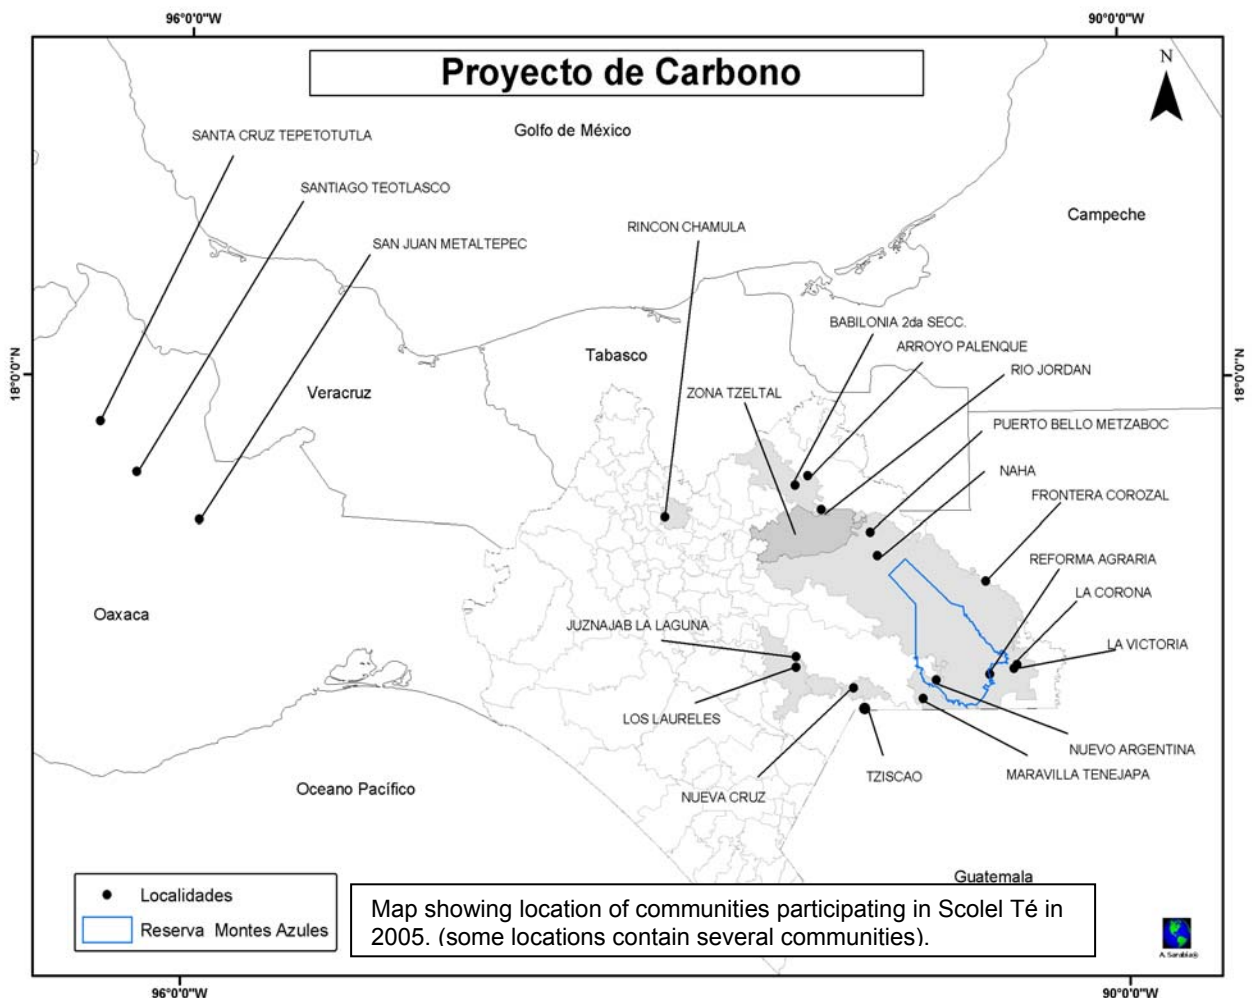 96°0'0"W
90°0'0"W
Proyecto de Carbono
N
Golfo de México
SANTA CRUZ TEPETOTUTLA
SANTIAGO TEOTLASCO
SAN JUAN METALTEPEC
RINCON CHAMULA
Campeche
BABILONIA 2da SECC.
ARROYO PALENQUE
RIO JORDAN
Tabasco
ZONA TZELTAL
Veracruz
18°0'0"N
18°0'0"N
PUERTO BELLO METZABOC
NAHA
FRONTERA COROZAL
REFORMA AGRARIA
LA CORONA
LA VICTORIA
Oaxaca
JUZNAJAB LA LAGUNA
LOS LAURELES
NUEVO ARGENTINA
MARAVILLA TENEJAPA
TZISCAO
NUEVA CRUZ
Oceano Pacífico
Guatemala
Localidades
Reserva Montes Azules
Map showing location of communities participating in Scolel Té in
2005. (some locations contain several communities).
A. Sarabia®
96°0'0"W
90°0'0"W